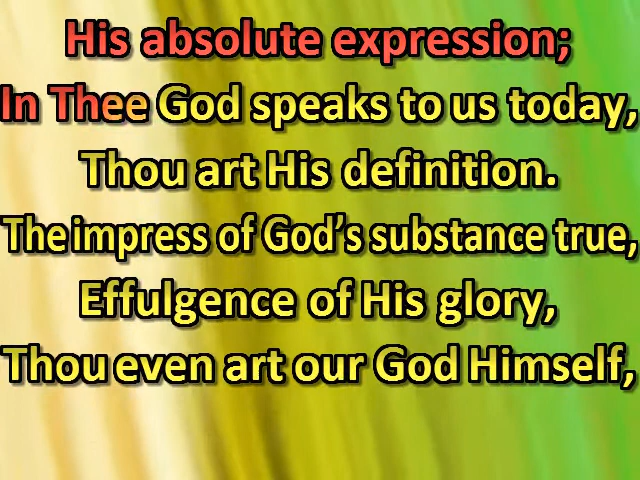 His absolute expression;
In Thee God speaks to us today,
Thou art His definition.
The impress of God's substance true,
Effulgence of His glory,
Thou even art our God Himself,